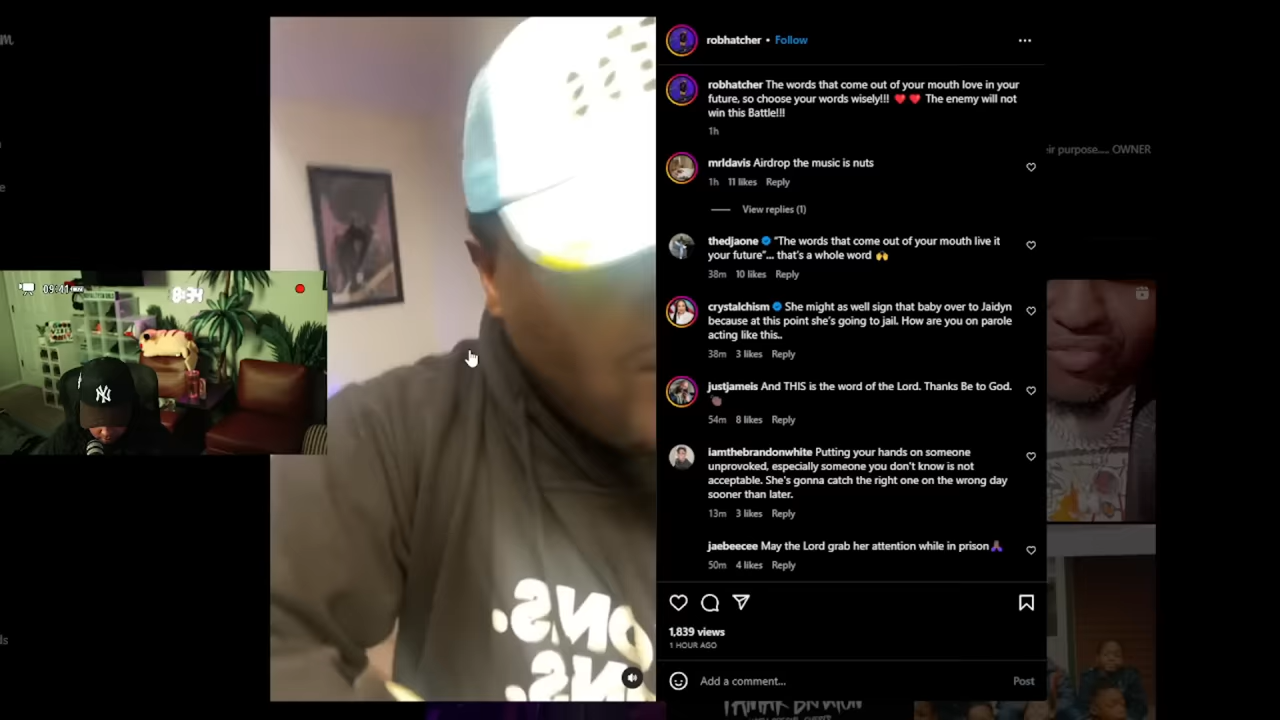 robhatcher • Follow
robhatcher The words that come out of your mouth love in your
future, so choose your words wisely!!! ❤️ ❤️ The enemy will not
win this Battle!!!
1h
mrldavis Airdrop the music is nuts
1h 11 likes Reply
View replies (1)
thedjaone "The words that come out of your mouth live it
your future"... that's a whole word 🙌
38m 10 likes Reply
crystalchism She might as well sign that baby over to Jaidyn
because at this point she's going to jail. How are you on parole
acting like this..
38m 3 likes Reply
justjameis And THIS is the word of the Lord. Thanks Be to God.
54m 8 likes Reply
iamthebrandonwhite Putting your hands on someone
unprovoked, especially someone you don't know is not
acceptable. She's gonna catch the right one on the wrong day
sooner than later.
13m 3 likes Reply
jaebeecee May the Lord grab her attention while in prison
50m 4 likes Reply
1,839 views
1 HOUR AGO
Add a comment... Post
eir purpose.... OWNER
09:41
8:34
NY